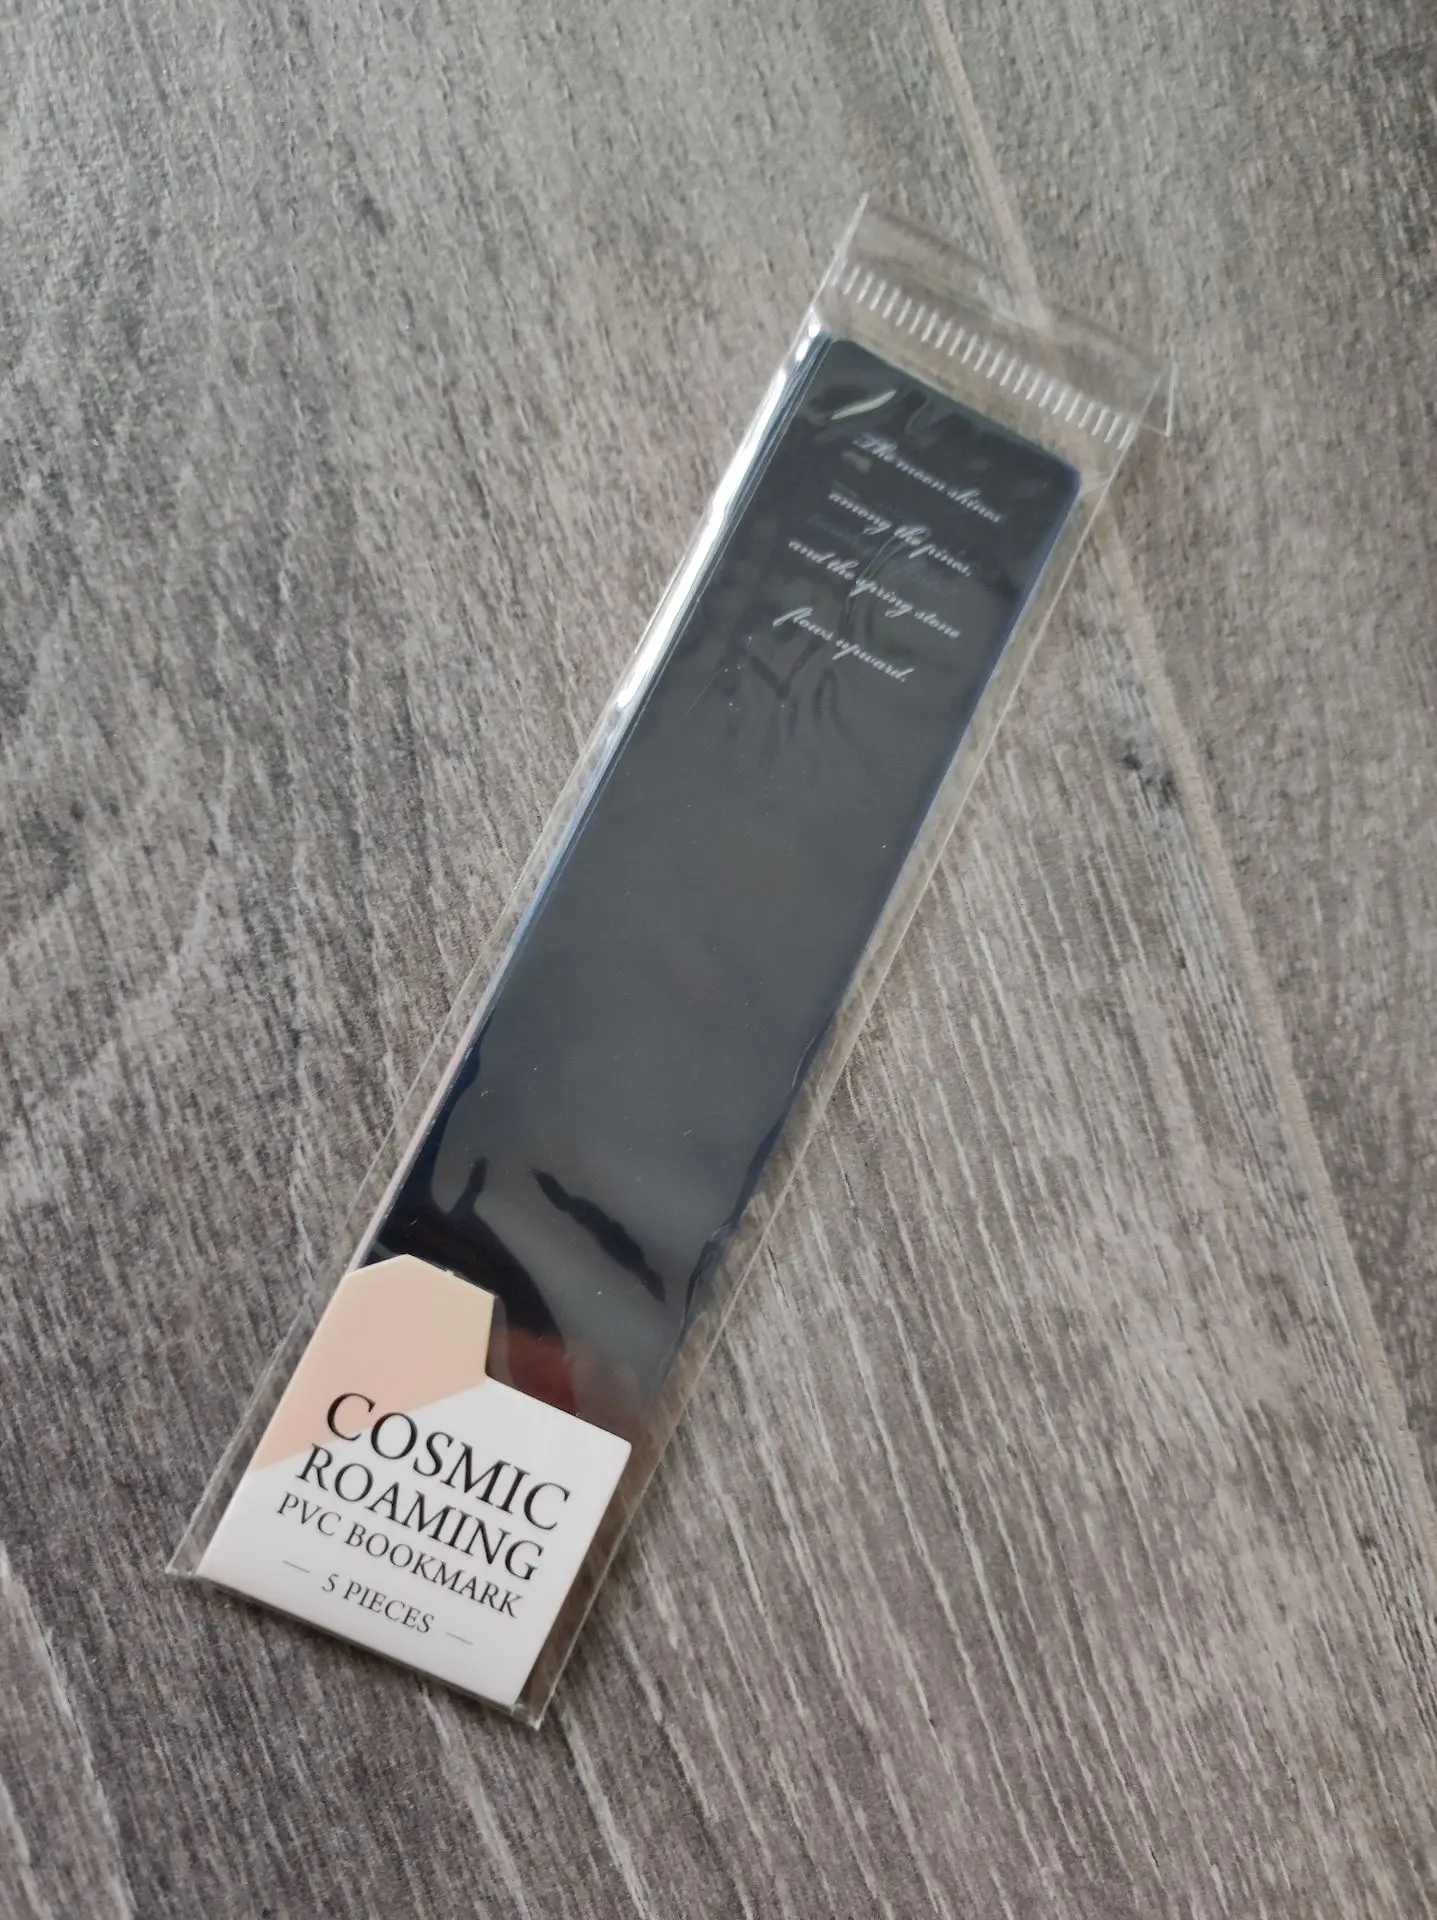 The moon shines
among the pines,
and the spring stone
flows upward.
COSMIC
ROAMING
PVC BOOKMARK
5 PIECES